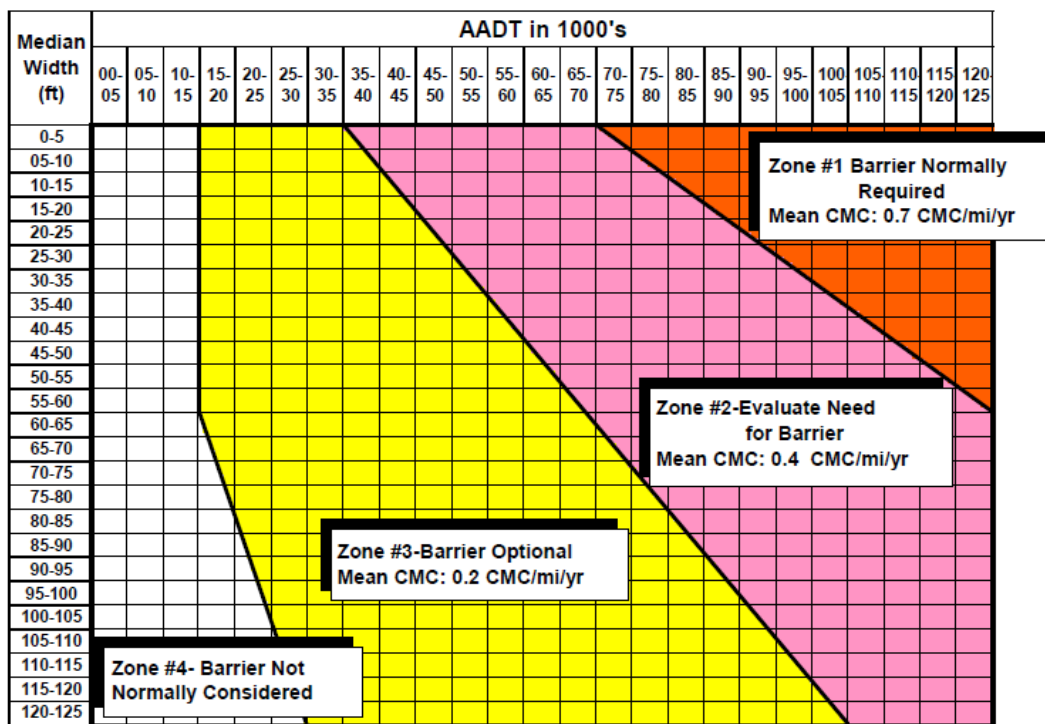 AADT in 1000's
Median
Width
(ft)
00- 05- 10- 15- 20- 25- 30- 35- 40- 45- 50- 55- 60- 65- 70- 75- 80- 85- 90- 95- 100 105- 110 115 120
05 10 15 20 25 30 35 40 45 50 55 60 65 70 75 80 85 90 95 100 105 110 115 120 125
0-5
05-10
10-15
15-20
20-25
25-30
30-35
35-40
40-45
45-50
50-55
55-60
60-65
65-70
70-75
75-80
80-85
85-90
90-95
95-100
100-105
105-110
110-115
115-120
120-125
Zone #1 Barrier Normally
Required
Mean CMC: 0.7 CMC/mi/yr
Zone #2-Evaluate Need
for Barrier
Mean CMC: 0.4 CMC/mi/yr
Zone #3-Barrier Optional
Mean CMC: 0.2 CMC/mi/yr
Zone #4- Barrier Not
Normally Considered